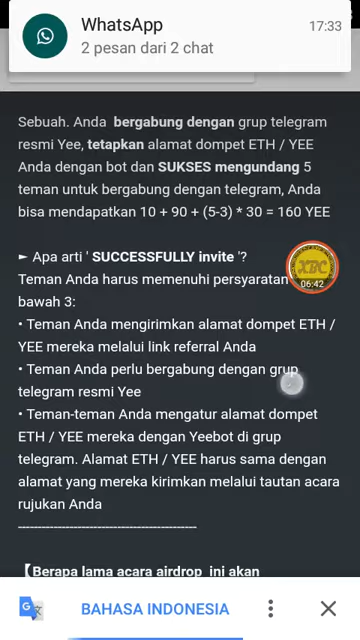 WhatsApp
17:33
2 pesan dari 2 chat
Sebuah. Anda bergabung dengan grup telegram
resmi Yee, tetapkan alamat dompet ETH / YEE
Anda dengan bot dan SUKSES mengundang 5
teman untuk bergabung dengan telegram, Anda
bisa mendapatkan 10 + 90 + (5-3) * 30 = 160 YEE
► Apa arti ' SUCCESSFULLY invite '?
Teman Anda harus memenuhi persyaratan
bawah 3:
XBC
06:42
• Teman Anda mengirimkan alamat dompet ETH /
YEE mereka melalui link referral Anda
• Teman Anda perlu bergabung dengan grup
telegram resmi Yee
• Teman-teman Anda mengatur alamat dompet
ETH / YEE mereka dengan Yeebot di grup
telegram. Alamat ETH / YEE harus sama dengan
alamat yang mereka kirimkan melalui tautan acara
rujukan Anda
---------------------------------------------
【Berapa lama acara airdrop ini akan
BAHASA INDONESIA